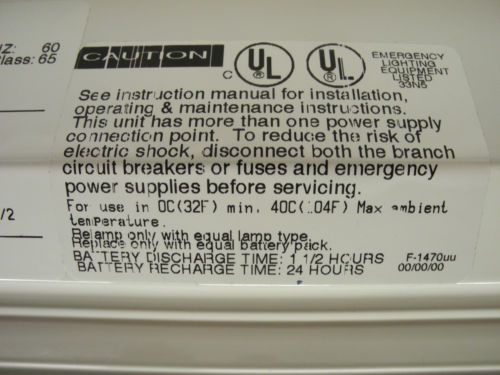 Z: 60
lass: 65
CAUTION
C UL UL
EMERGENCY
LIGHTING
EQUIPMENT
LISTED
33N5
See instruction manual for installation,
operating & maintenance instructions.
This unit has more than one power supply
connection point. To reduce the risk of
electric shock, disconnect both the branch
circuit breakers or fuses and emergency
power supplies before servicing.
/2
For use in 0C(32F) min. 40C(104F) Max ambient
temperature.
Relamp only with equal lamp type.
Replace only with equal battery pack.
BATTERY DISCHARGE TIME: 1 1/2 HOURS
BATTERY RECHARGE TIME: 24 HOURS
F-1470uu
00/00/00